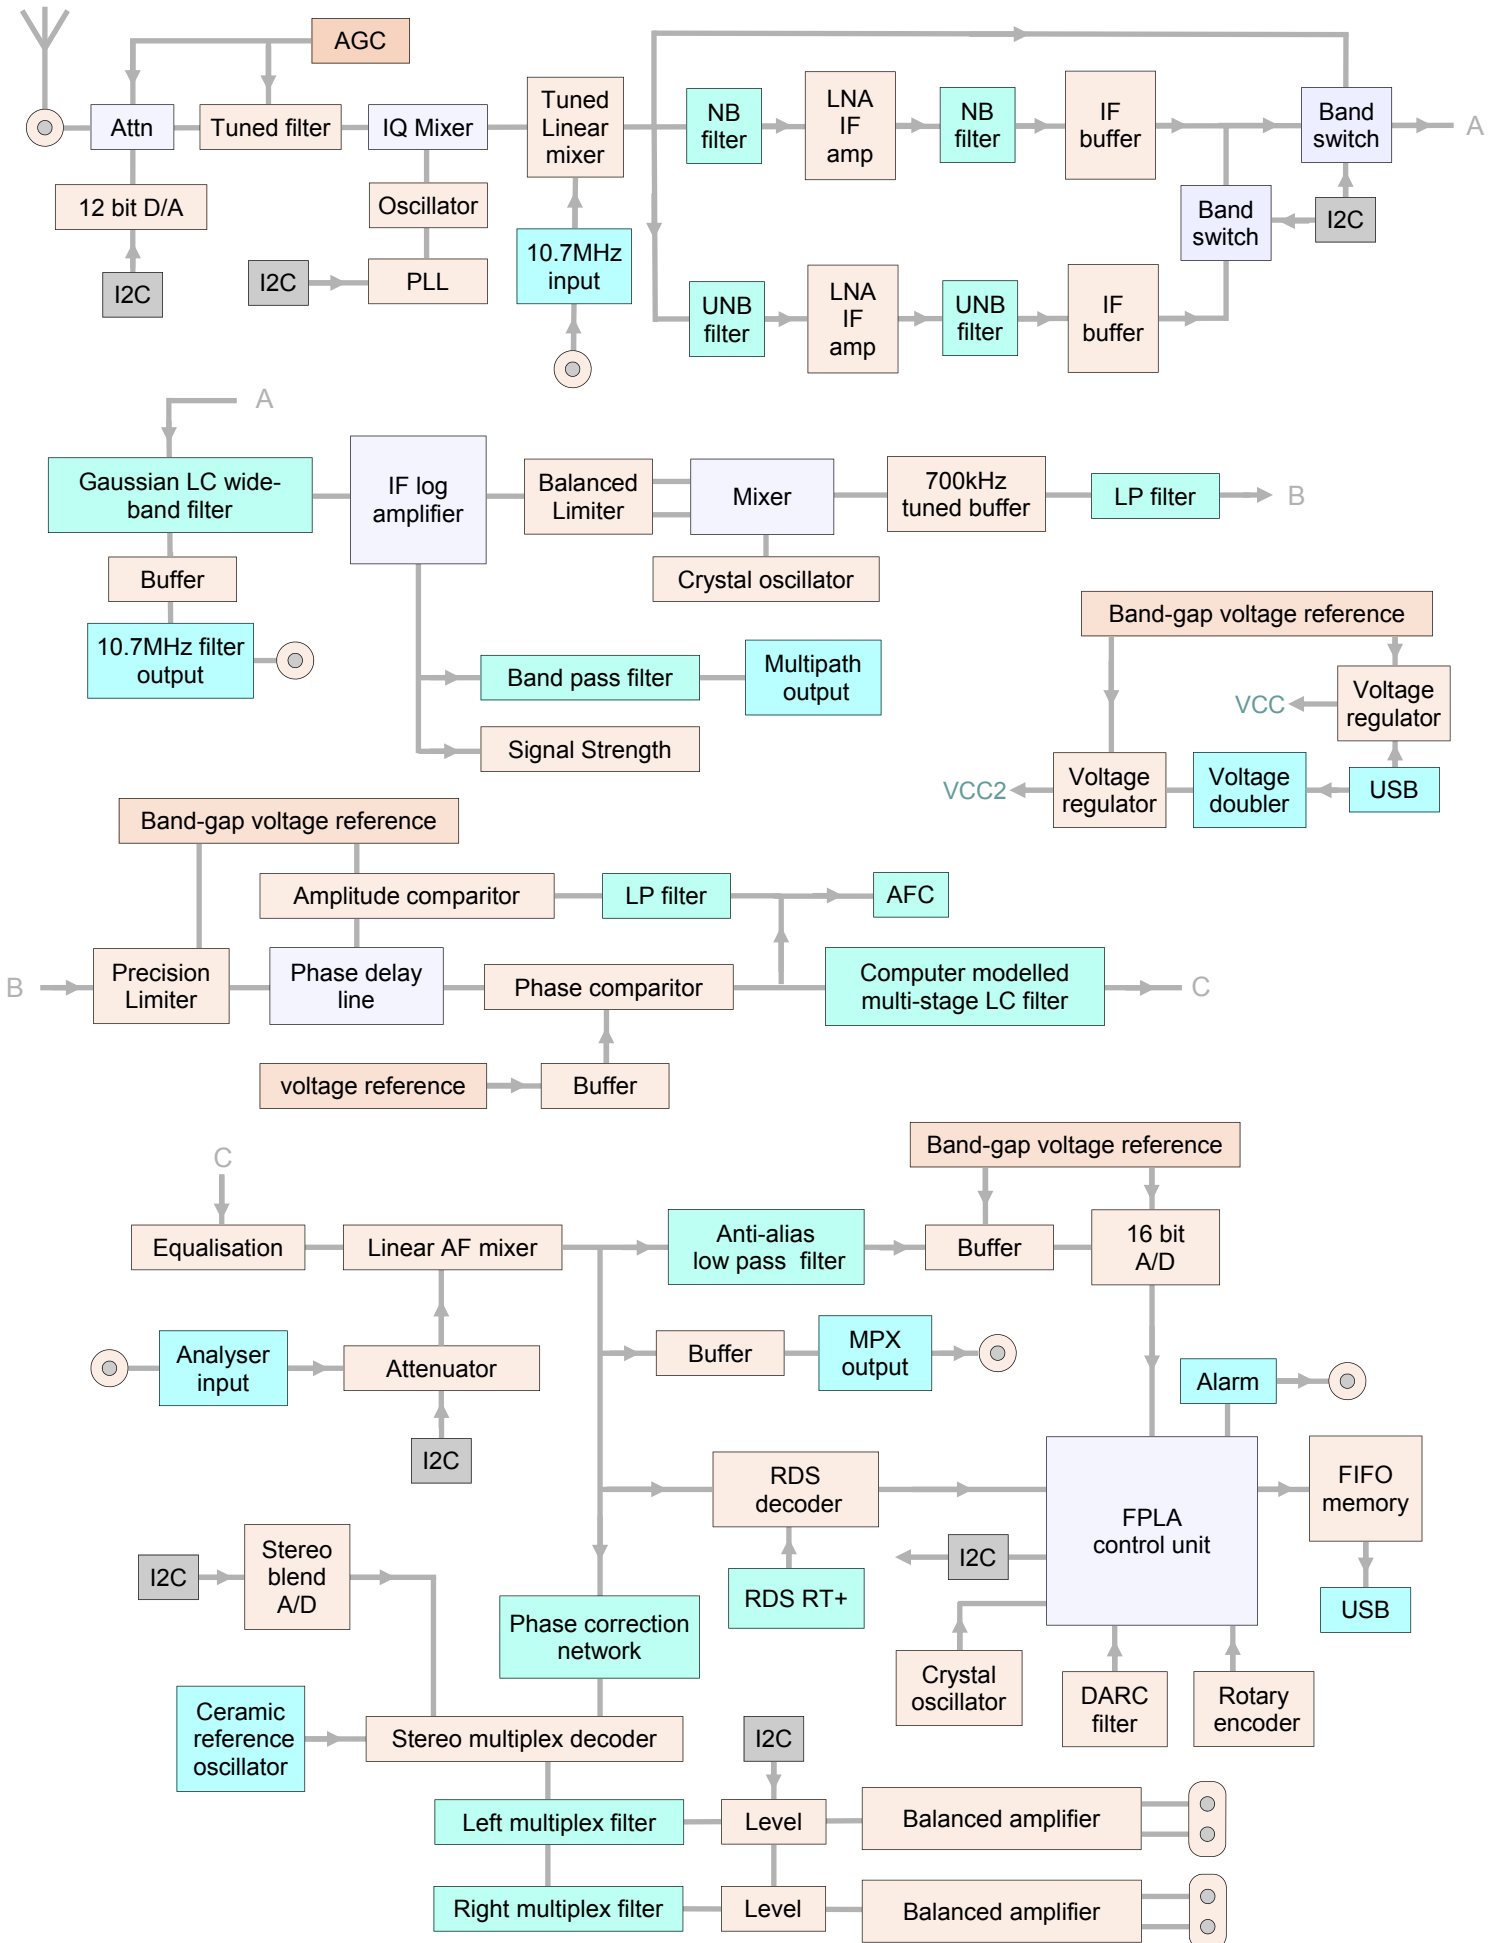 AGC
Attn
Tuned filter
IQ Mixer
Tuned
Linear
mixer
NB
filter
LNA
IF
amp
NB
filter
IF
buffer
Band
switch
A
12 bit D/A
Oscillator
10.7MHz
input
Band
switch
I2C
I2C
I2C
PLL
UNB
filter
LNA
IF
amp
UNB
filter
IF
buffer
A
Gaussian LC wide-
band filter
IF log
amplifier
Balanced
Limiter
Mixer
700kHz
tuned buffer
LP filter
B
Buffer
Crystal oscillator
10.7MHz filter
output
Band pass filter
Multipath
output
Signal Strength
Band-gap voltage reference
VCC
Voltage
regulator
VCC2
Voltage
regulator
Voltage
doubler
USB
Band-gap voltage reference
Amplitude comparitor
LP filter
AFC
B
Precision
Limiter
Phase delay
line
Phase comparitor
Computer modelled
multi-stage LC filter
C
voltage reference
Buffer
C
Band-gap voltage reference
Equalisation
Linear AF mixer
Anti-alias
low pass  filter
Buffer
16 bit
A/D
Analyser
input
Attenuator
Buffer
MPX
output
Alarm
I2C
RDS
decoder
FPLA
control unit
FIFO
memory
I2C
Stereo
blend
A/D
I2C
RDS RT+
USB
Phase correction
network
Crystal
oscillator
DARC
filter
Rotary
encoder
Ceramic
reference
oscillator
Stereo multiplex decoder
I2C
Left multiplex filter
Level
Balanced amplifier
Right multiplex filter
Level
Balanced amplifier